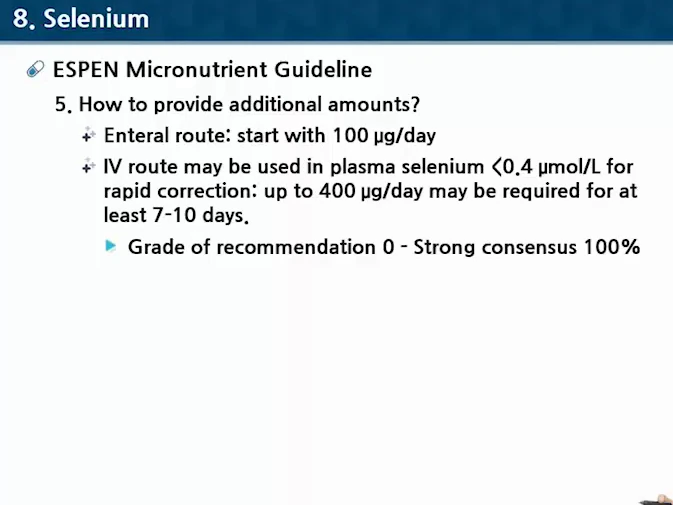 8. Selenium
ESPEN Micronutrient Guideline
5. How to provide additional amounts?
Enteral route: start with 100 μg/day
IV route may be used in plasma selenium <0.4 μmol/L for
rapid correction: up to 400 μg/day may be required for at
least 7-10 days.
Grade of recommendation 0 - Strong consensus 100%